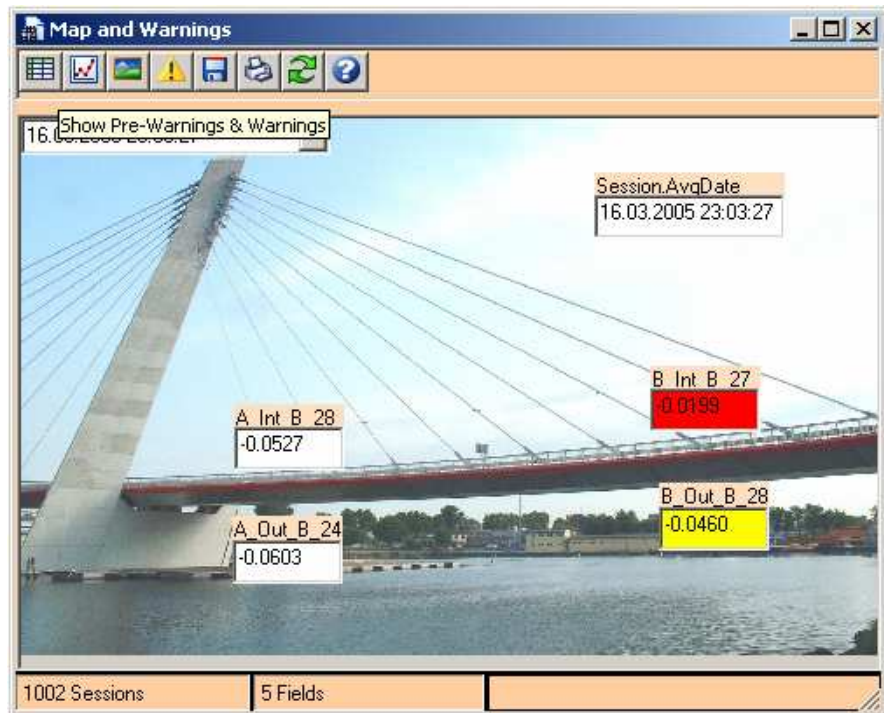 Map and Warnings
Show Pre-Warnings & Warnings
Session.AvgDate
16.03.2005 23:03:27
B_Int_B_27
-0.0199
A_Int_B_28
-0.0527
B_Out_B_28
-0.0460
A_Out_B_24
-0.0603
1002 Sessions
5 Fields